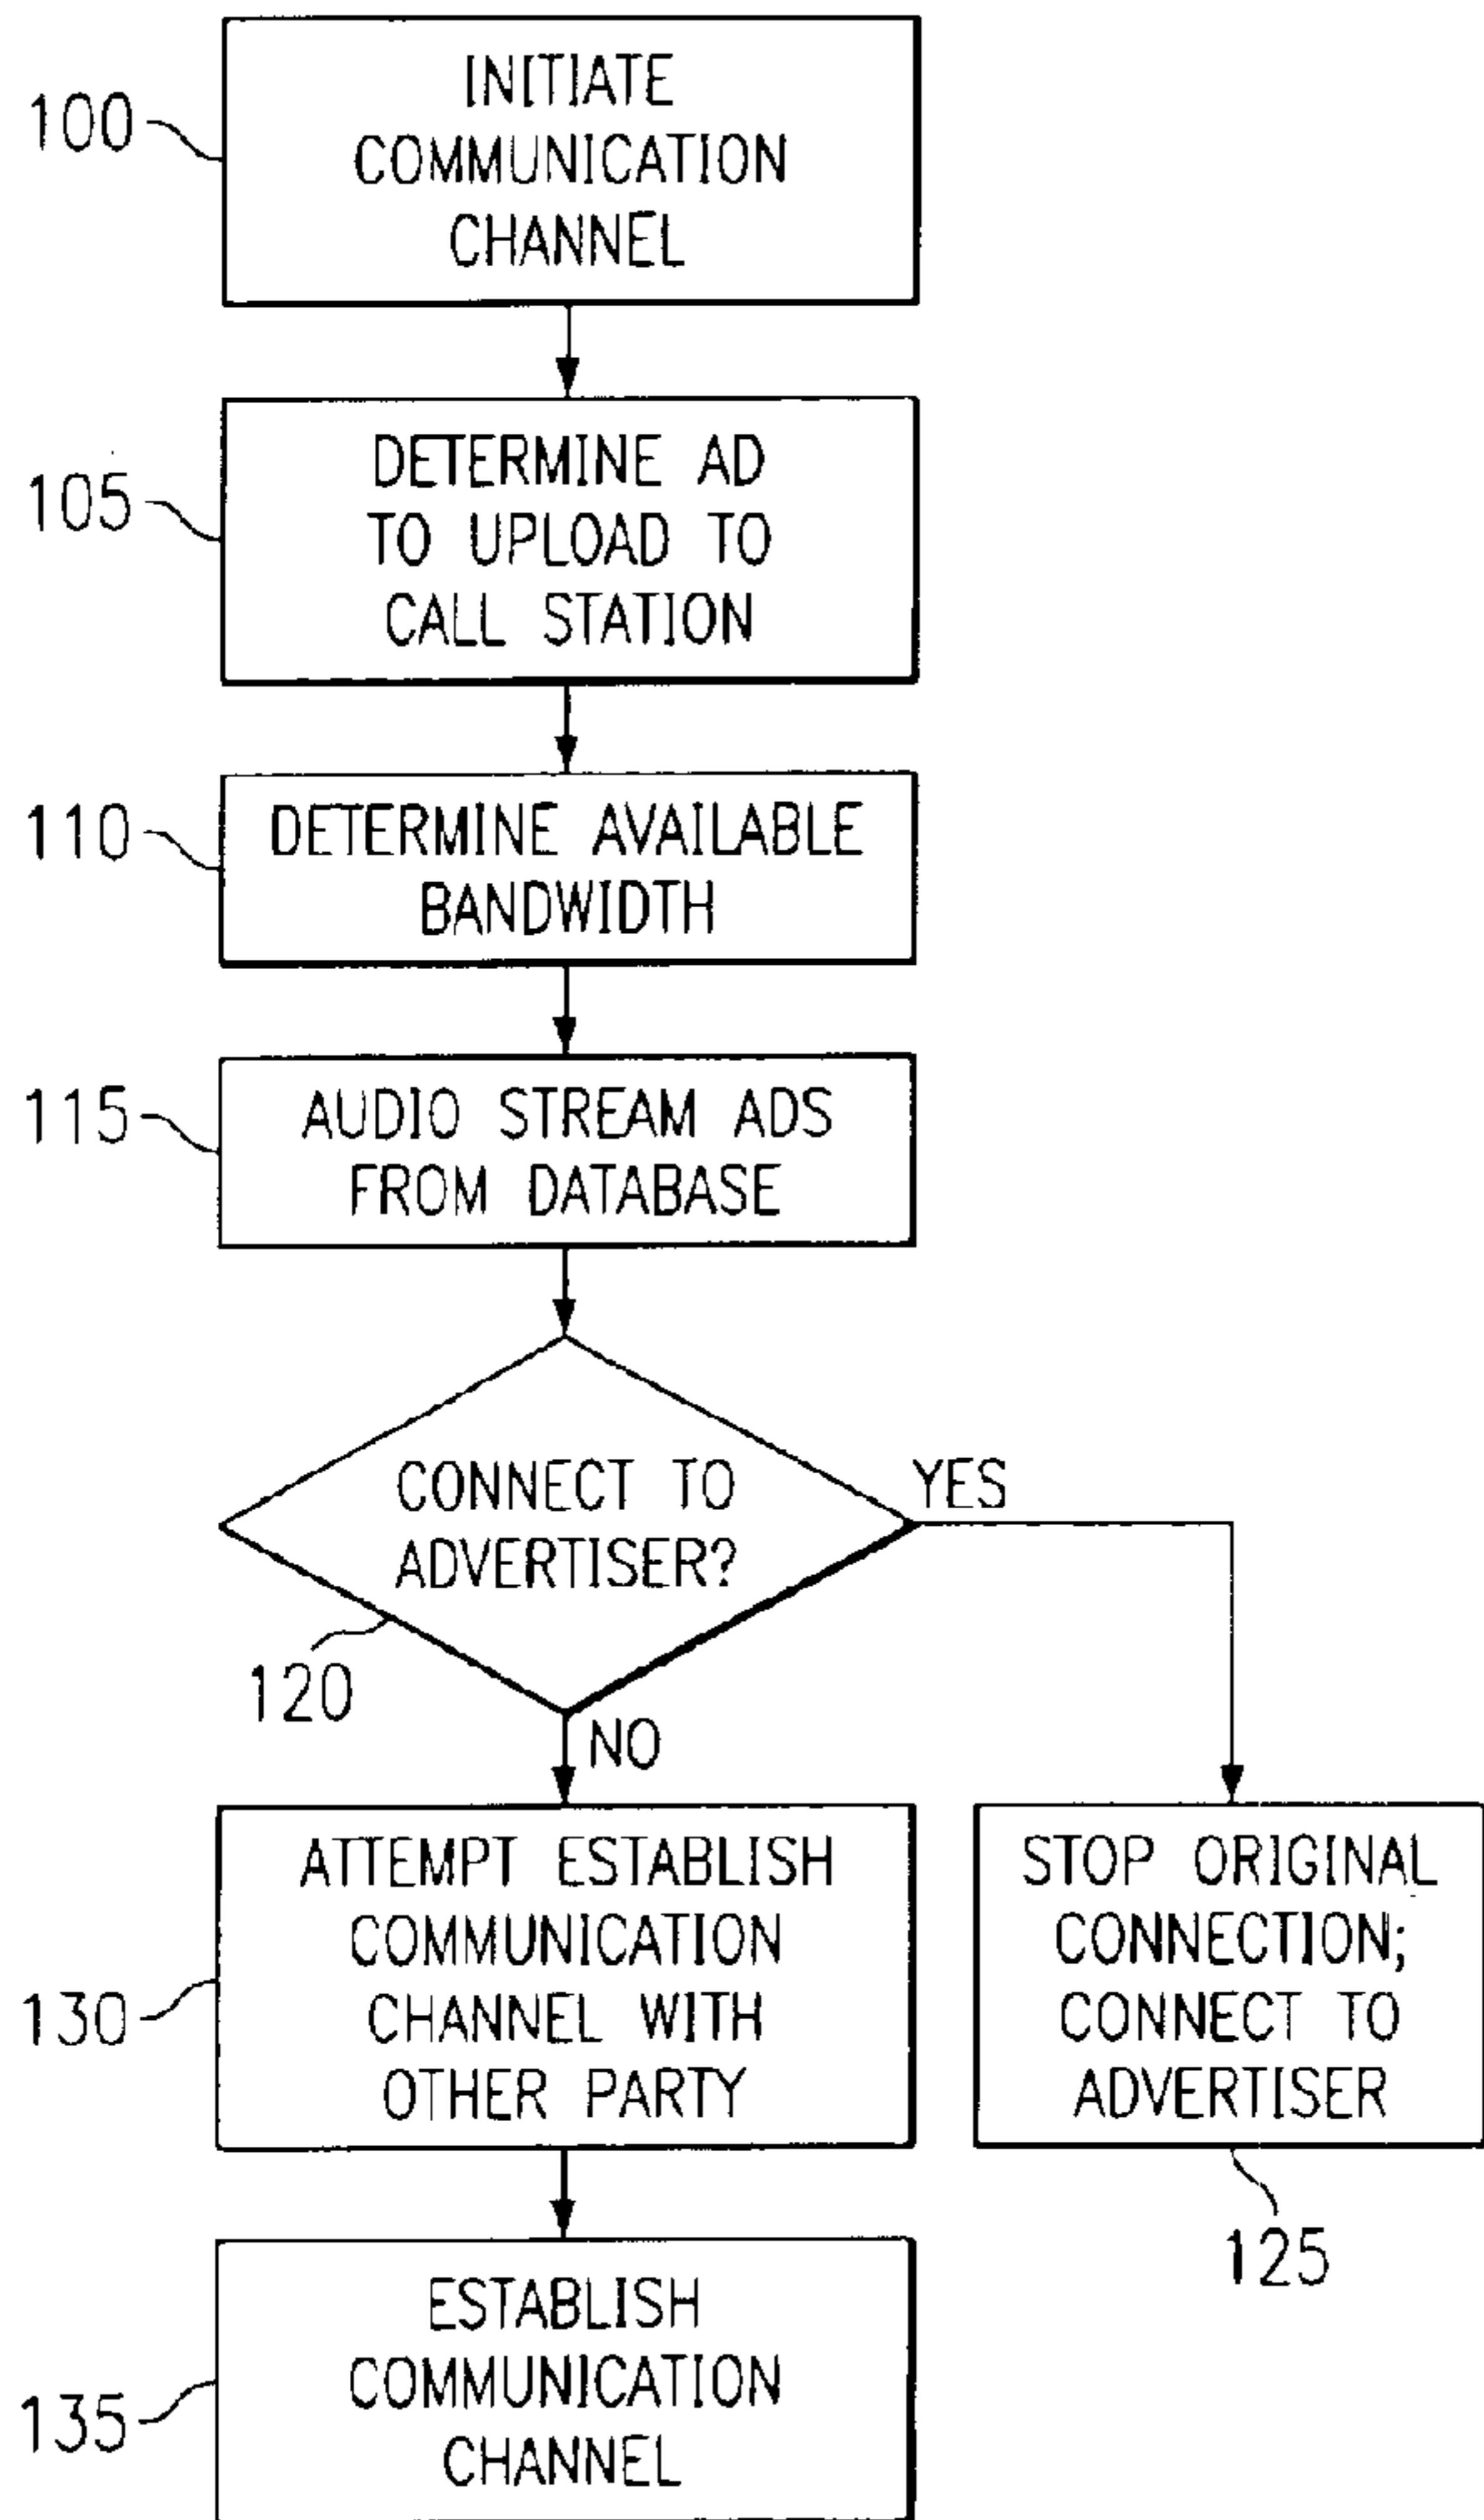 100
INITIATE
COMMUNICATION
CHANNEL
105
DETERMINE AD
TO UPLOAD TO
CALL STATION
110
DETERMINE AVAILABLE
BANDWIDTH
115
AUDIO STREAM ADS
FROM DATABASE
CONNECT TO
ADVERTISER?
YES
120
NO
130
ATTEMPT ESTABLISH
COMMUNICATION
CHANNEL WITH
OTHER PARTY
STOP ORIGINAL
CONNECTION;
CONNECT TO
ADVERTISER
125
135
ESTABLISH
COMMUNICATION
CHANNEL